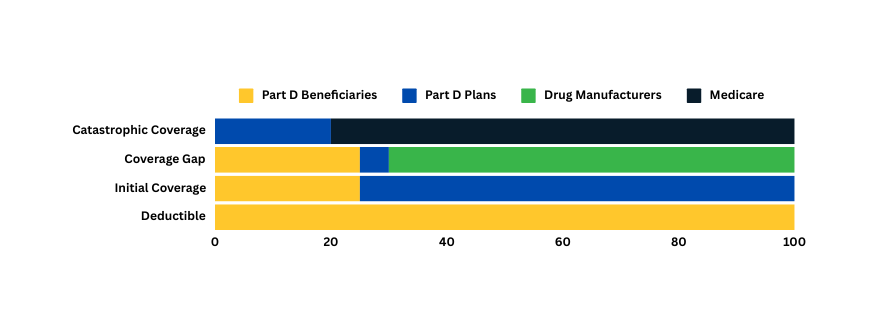 Part D Beneficiaries Part D Plans Drug Manufacturers Medicare
Catastrophic Coverage
Coverage Gap
Initial Coverage
Deductible
0 20 40 60 80 100